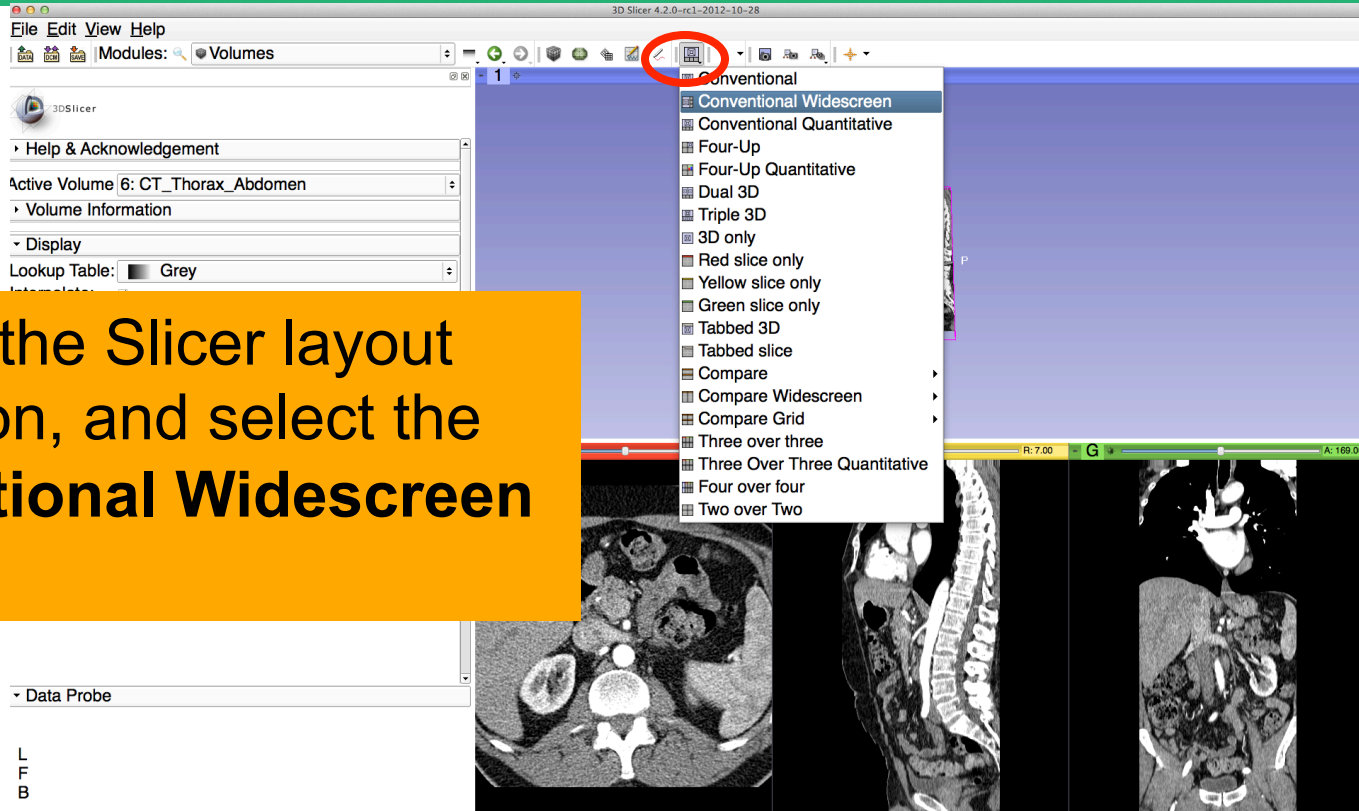 3D Slicer 4.2.0-rc1-2012-10-28
File Edit View Help
DATA DCM SAVE Modules: Volumes
1
3DSlicer
Help & Acknowledgement
Active Volume 6: CT_Thorax_Abdomen
Volume Information
Display
Lookup Table: Grey
the Slicer layout
on, and select the
tional Widescreen
Data Probe
L
F
B
Conventional
Conventional Widescreen
Conventional Quantitative
Four-Up
Four-Up Quantitative
Dual 3D
Triple 3D
3D only
Red slice only
Yellow slice only
Green slice only
Tabbed 3D
Tabbed slice
Compare
Compare Widescreen
Compare Grid
Three over three
Three Over Three Quantitative
Four over four
Two over Two
P
R: 7.00
G
A: 169.0